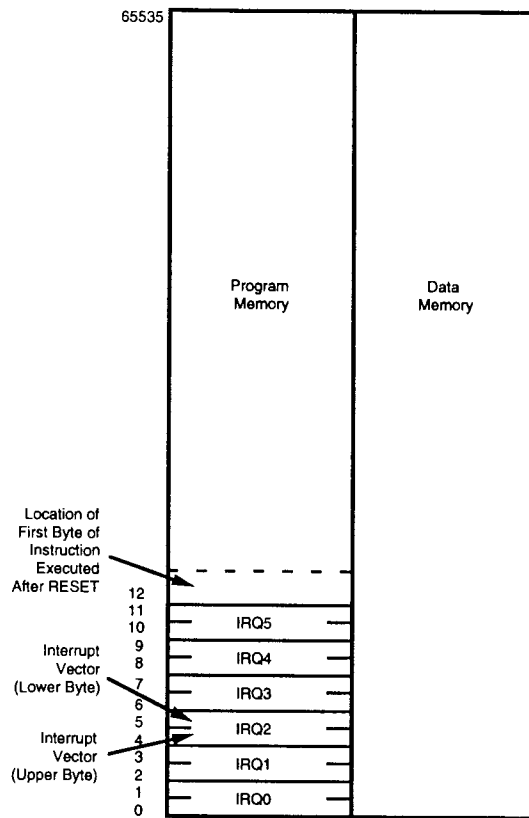 65535
Program
Memory
Data
Memory
Location of
First Byte of
Instruction
Executed
After RESET
12
11
10
IRQ5
9
8
IRQ4
Interrupt
Vector
(Lower Byte)
7
6
IRQ3
5
4
IRQ2
Interrupt
Vector
(Upper Byte)
3
2
IRQ1
1
0
IRQ0